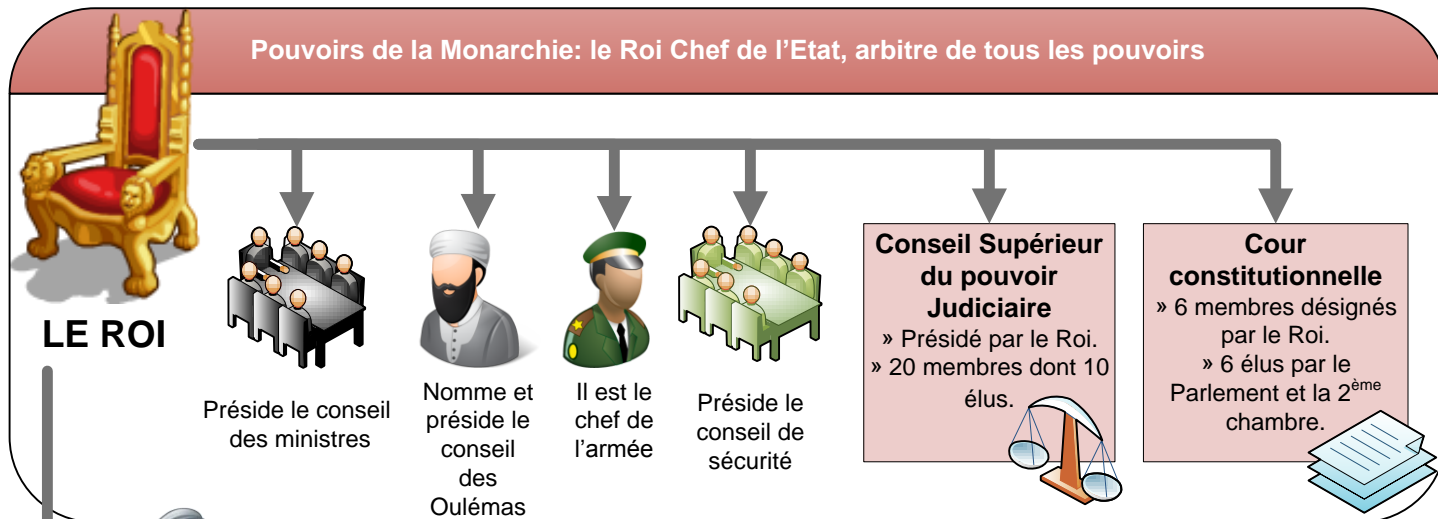 Pouvoirs de la Monarchie: le Roi Chef de l’Etat, arbitre de tous les pouvoirs
LE ROI
Préside le conseil
des ministres
Nomme et
préside le
conseil
des
Oulémas
Il est le
chef de
l’armée
Préside le
conseil de
sécurité
Conseil Supérieur
du pouvoir
Judiciaire
» Présidé par le Roi.
» 20 membres dont 10
élus.
Cour
constitutionnelle
» 6 membres désignés
par le Roi.
» 6 élus par le
Parlement et la 2ème
chambre.